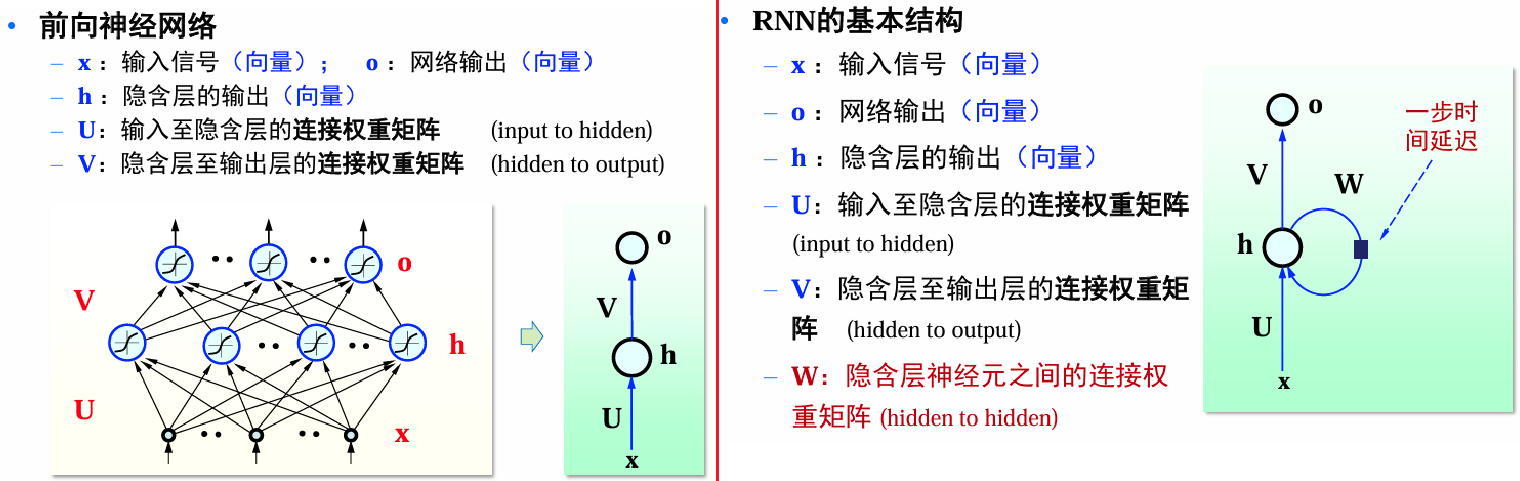 • 前向神经网络
– x：输入信号（向量）； o：网络输出（向量）
– h：隐含层的输出（向量）
– U：输入至隐含层的连接权重矩阵 (input to hidden)
– V：隐含层至输出层的连接权重矩阵 (hidden to output)
o
V
h
U
x
o
V
h
U
x
• RNN的基本结构
– x：输入信号（向量）
– o：网络输出（向量）
– h：隐含层的输出（向量）
– U：输入至隐含层的连接权重矩阵
(input to hidden)
– V：隐含层至输出层的连接权重矩
阵 (hidden to output)
– W：隐含层神经元之间的连接权
重矩阵 (hidden to hidden)
o
一步时
间延迟
V
W
h
U
x